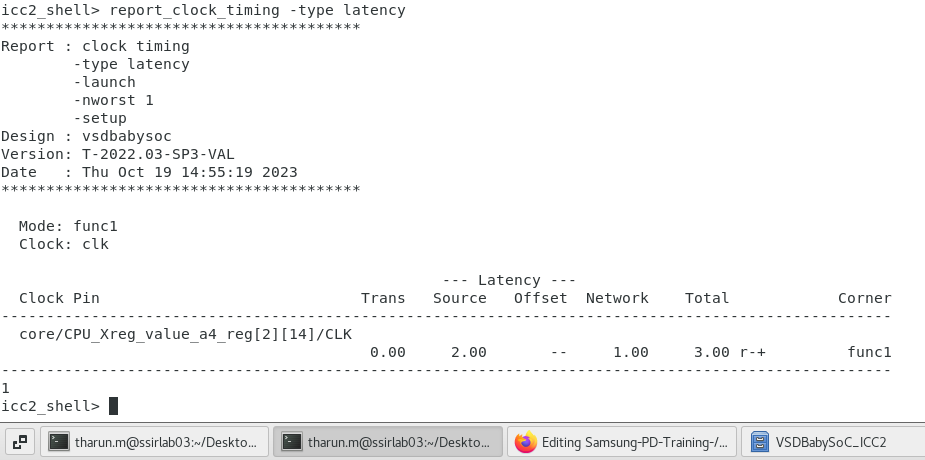 icc2_shell> report_clock_timing -type latency
****************************************
Report : clock timing
        -type latency
        -launch
        -nworst 1
        -setup
Design : vsdbabysoc
Version: T-2022.03-SP3-VAL
Date   : Thu Oct 19 14:55:19 2023
****************************************
  Mode: func1
  Clock: clk
                                                 --- Latency ---
  Clock Pin                             Trans   Source   Offset  Network    Total            Corner
---------------------------------------------------------------------------------------------------
  core/CPU_Xreg_value_a4_reg[2][14]/CLK
                                         0.00     2.00       --     1.00     3.00 r-+         func1
---------------------------------------------------------------------------------------------------
1
icc2_shell>
tharun.m@ssirlab03:~/Deskto... tharun.m@ssirlab03:~/Deskto... Editing Samsung-PD-Training-/... VSDBabySoC_ICC2